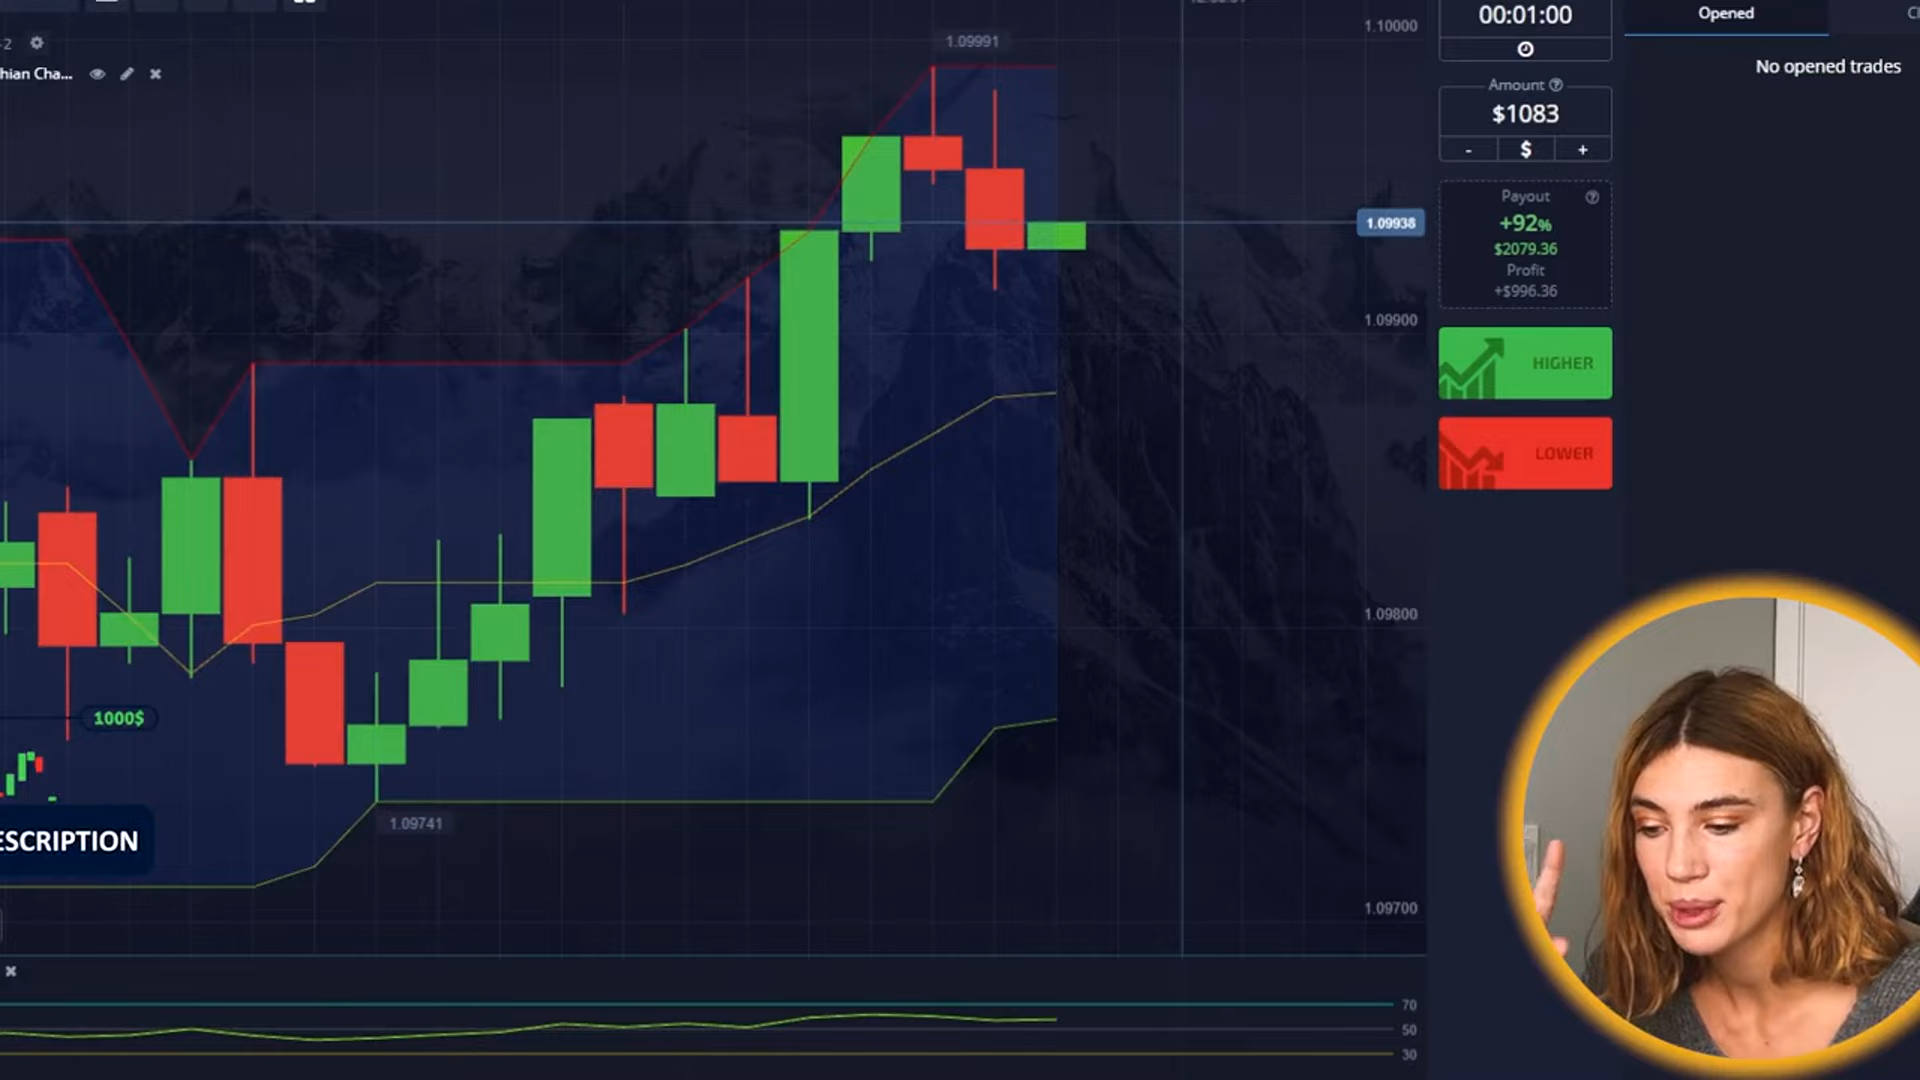 00:01:00
Opened
-2
hian Cha...
1.09991
1.10000
No opened trades
Amount
$1083
- $ +
Payout
+92%
$2079.36
Profit
+$996.36
1.09938
1.09900
HIGHER
LOWER
1.09800
1000$
1.09741
ESCRIPTION
1.09700
70
50
30